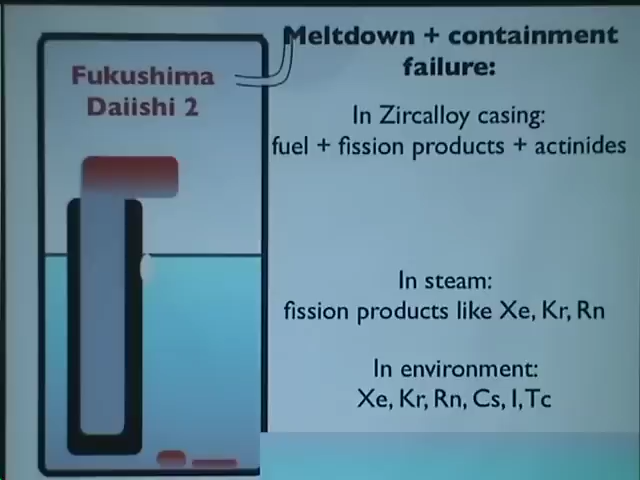 Fukushima
Daiishi 2
Meltdown + containment
failure:
In Zircalloy casing:
fuel + fission products + actinides
In steam:
fission products like Xe, Kr, Rn
In environment:
Xe, Kr, Rn, Cs, I, Tc